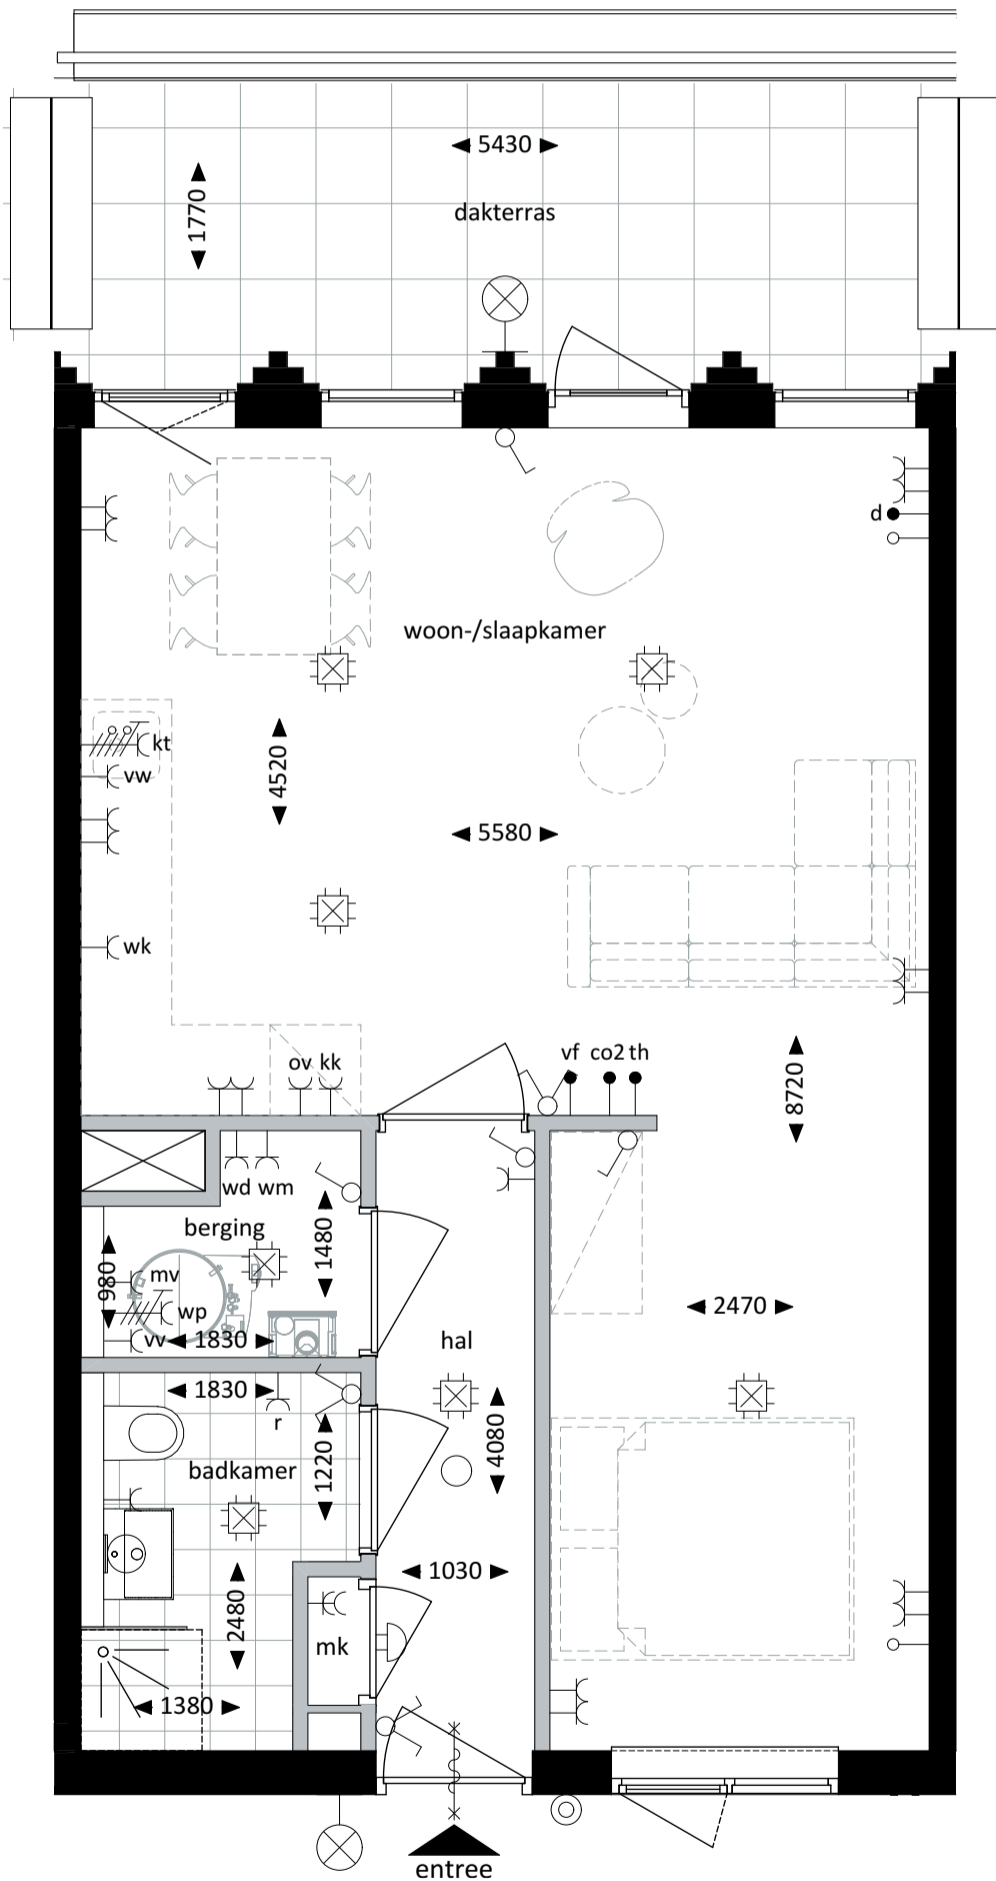 5430
1770
dakterras
d
woon-/slaapkamer
kt
vw
4520
5580
wk
ov kk
vf co2 th
8720
wd wm
berging
1480
980
mv
wp
vv 1830
2470
hal
1830
r
badkamer
1220
4080
1030
2480
mk
1380
entree